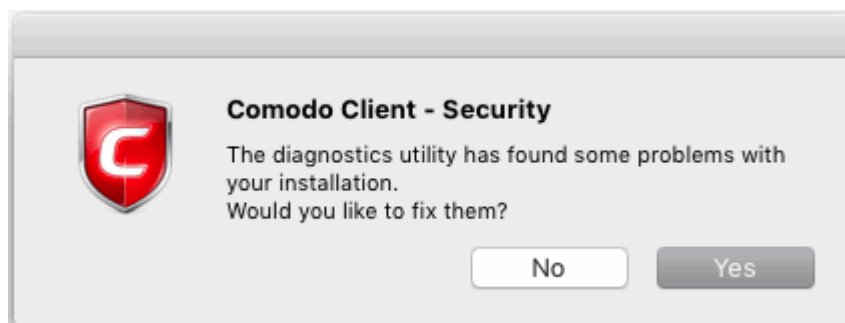 Comodo Client - Security
The diagnostics utility has found some problems with
your installation.
Would you like to fix them?
No
Yes